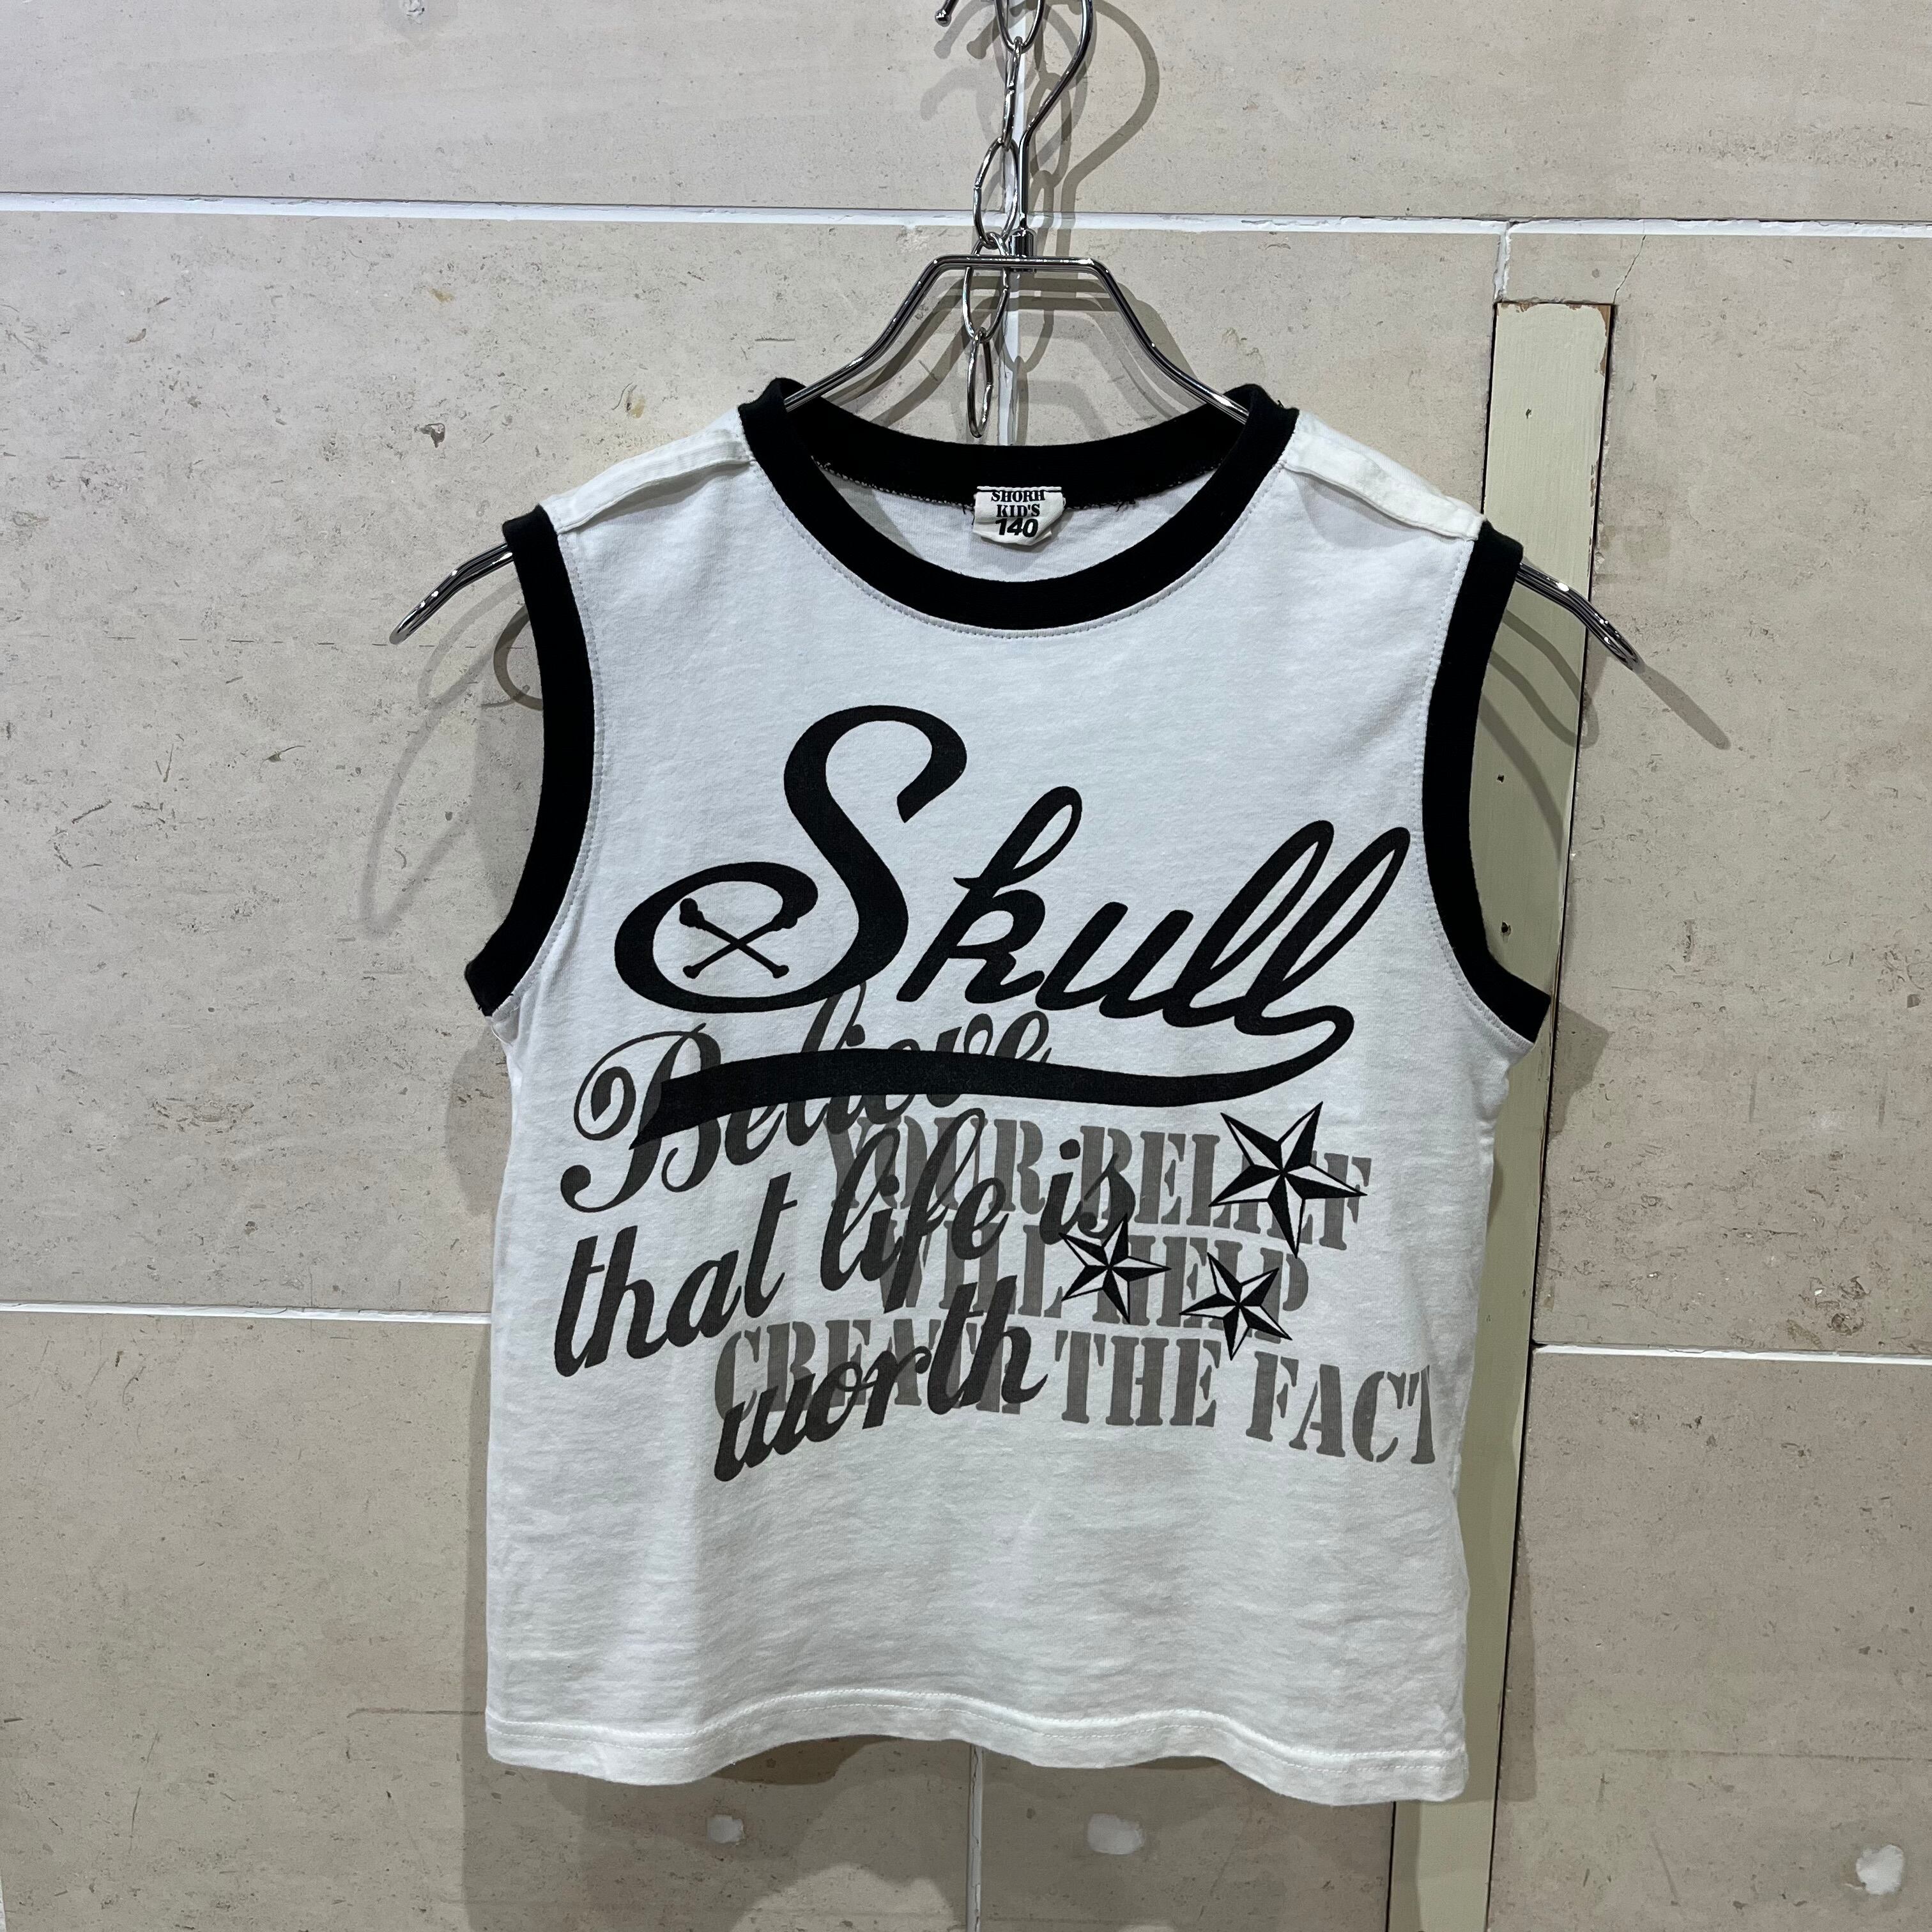 SHORH
KID'S
140
Skull
Believe
that life is
worth
YOUR BELIEF
WILL HELP
CREATE THE FACT